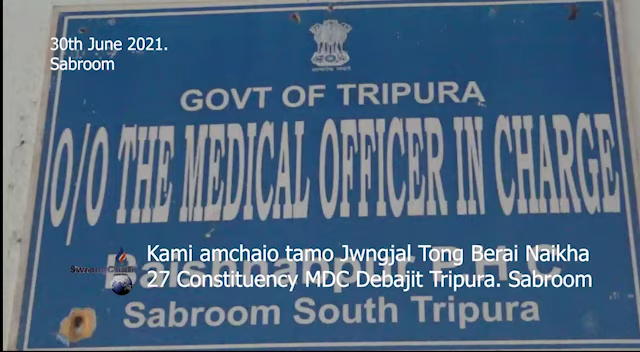 30th June 2021.
Sabroom
GOVT OF TRIPURA
O/O THE MEDICAL OFFICER IN CHARGE
Kami amchaio tamo Jwngjal Tong Berai Naikha
27 Constituency MDC Debajit Tripura. Sabroom
P.H.C
Sabroom South Tripura